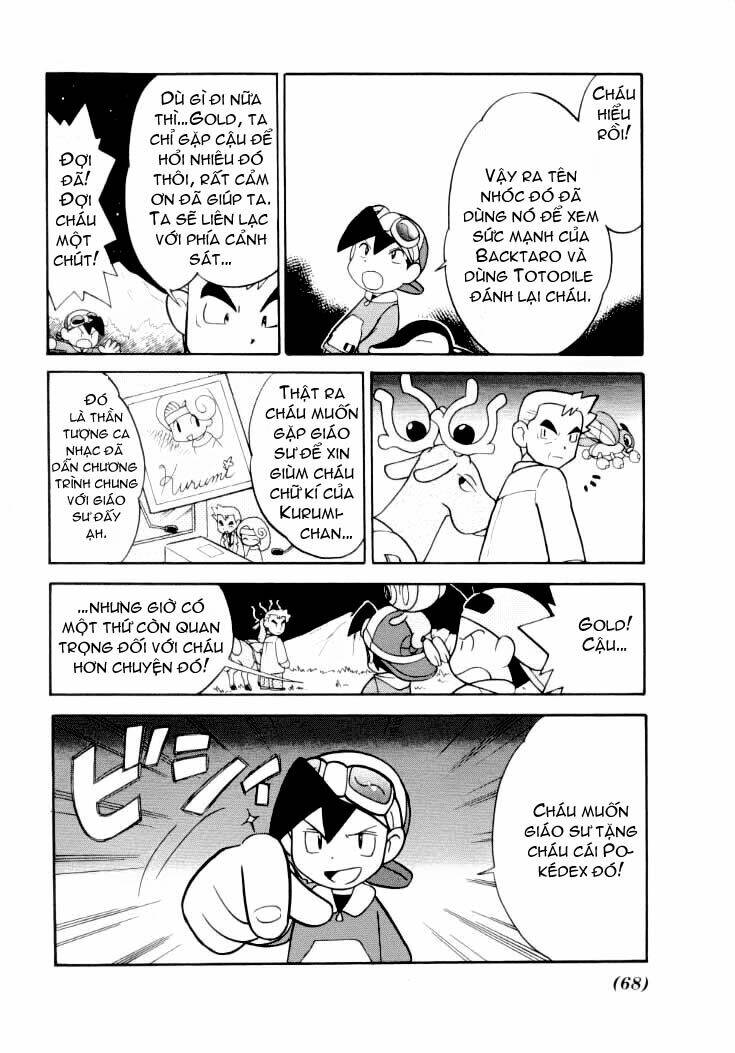 Cháu
hiểu
rồi!
Vậy ra tên
nhóc đó đã
dùng nó để xem
sức mạnh của
Backtaro và
dùng Totodile
đánh lại cháu.
Dù gì đi nữa
thì...Gold, ta
chỉ gặp cậu để
hỏi nhiêu đó
thôi, rất cảm
ơn đã giúp ta.
Ta sẽ liên lạc
với phía cảnh
sát...
Đợi
đã!
Đợi
cháu
một
chút!
Thật ra
cháu muốn
gặp giáo
sư để xin
giùm cháu
chữ kí của
Kurumi-
chan...
Kurumi
Đó
là thần
tượng ca
nhạc đã
dẫn chương
trình chung
với giáo
sư đấy
ạh.
Gold!
Cậu...
...nhưng giờ có
một thứ còn quan
trọng đối với cháu
hơn chuyện đó!
ビシィ
Cháu muốn
giáo sư tặng
cháu cái Po-
kédex đó!
(68)